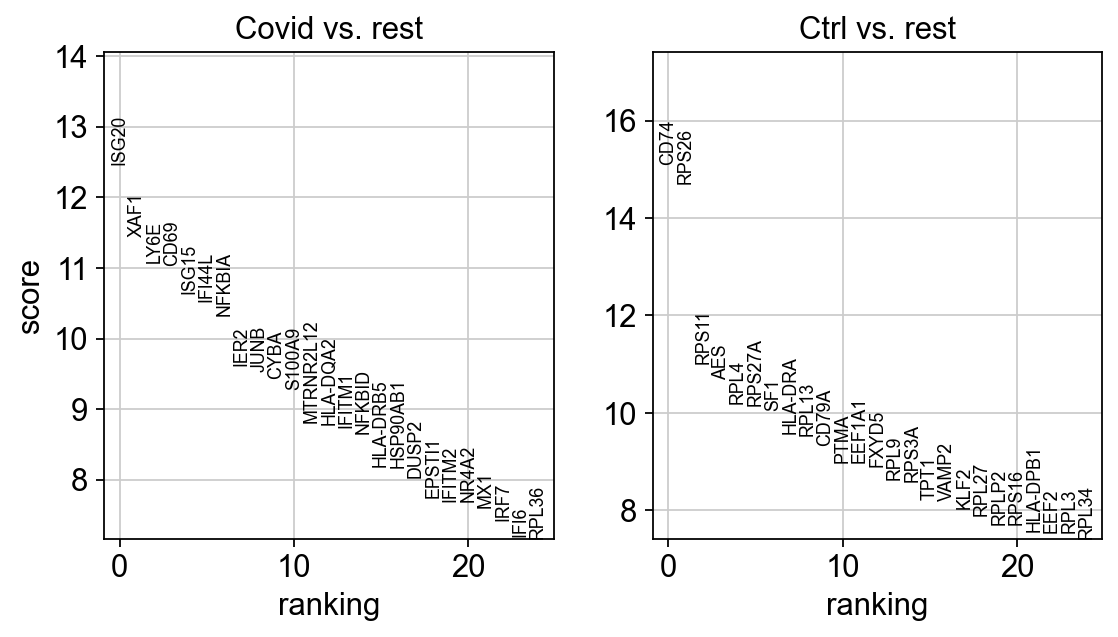 Covid vs. rest
score
14
13
12
11
10
9
8
ISG20
XAF1
LY6E
CD69
ISG15
IFI44L
NFKBIA
IER2
JUNB
CYBA
S100A9
MTRNR2L12
HLA-DQA2
IFITM1
NFKBID
HLA-DRB5
HSP90AB1
DUSP2
EPSTI1
IFITM2
NR4A2
MX1
IRF7
IFI6
RPL36
0
10
20
ranking
Ctrl vs. rest
16
14
12
10
8
CD74
RPS26
RPS11
AES
RPL4
RPS27A
SF1
HLA-DRA
RPL13
CD79A
PTMA
EEF1A1
FXYD5
RPL9
RPS3A
TPT1
VAMP2
KLF2
RPL27
RPLP2
RPS16
HLA-DPB1
EEF2
RPL3
RPL34
0
10
20
ranking